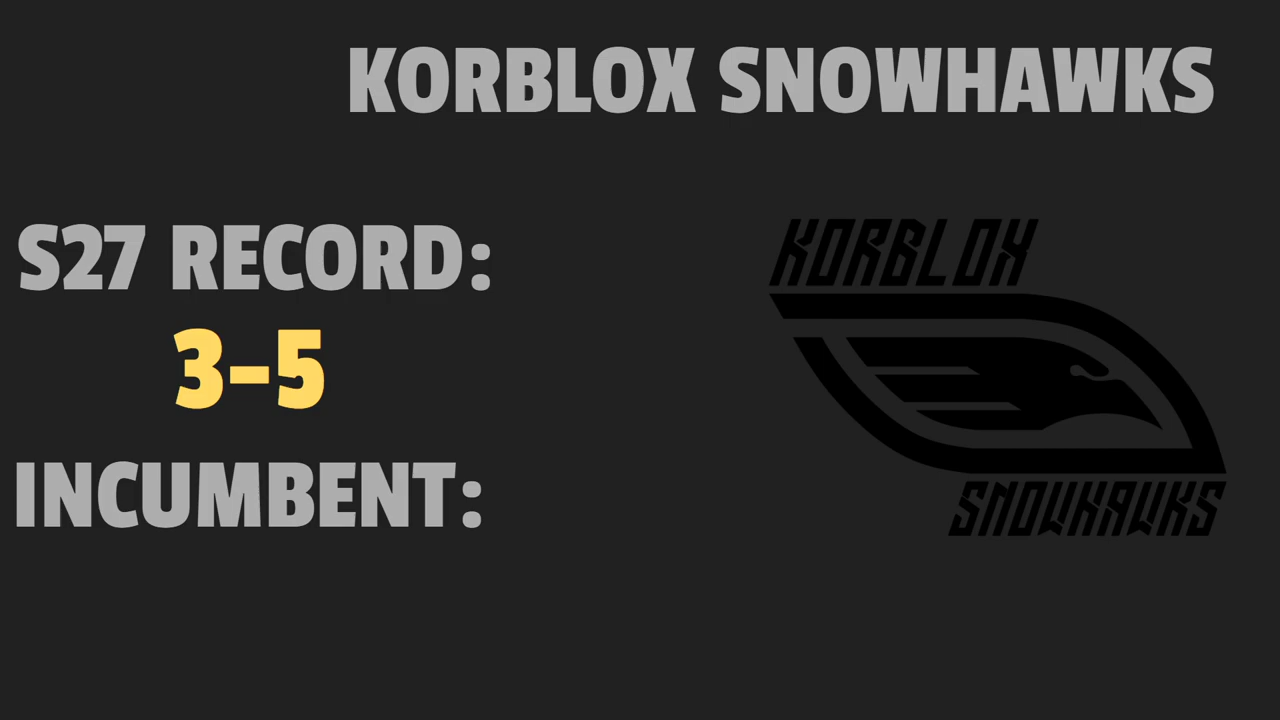 KORBLOX SNOWHAWKS
S27 RECORD:
3-5
INCUMBENT:
KORBLOX
SNOWHAWKS